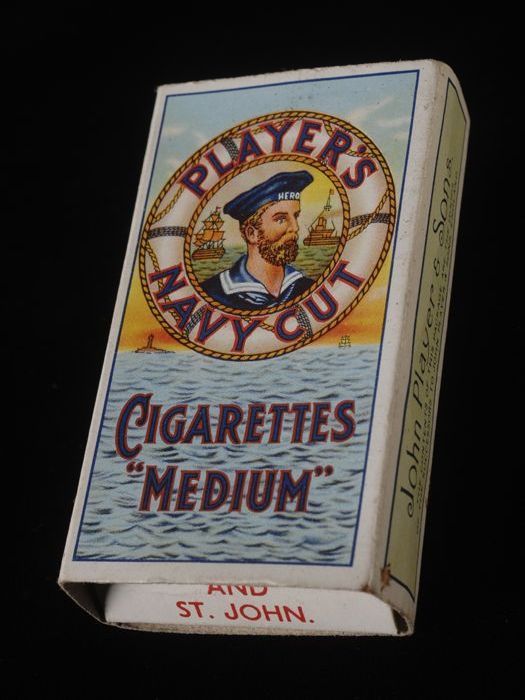 PLAYER'S
HERO
NAVY CUT
CIGARETTES
"MEDIUM"
AND
ST. JOHN.
John Player & Sons